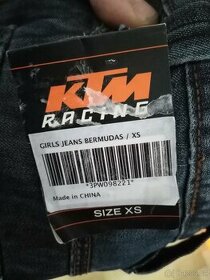 KTM
RACING
GIRLS JEANS BERMUDAS / XS
*3PW098221*
Made in CHINA
SIZE XS